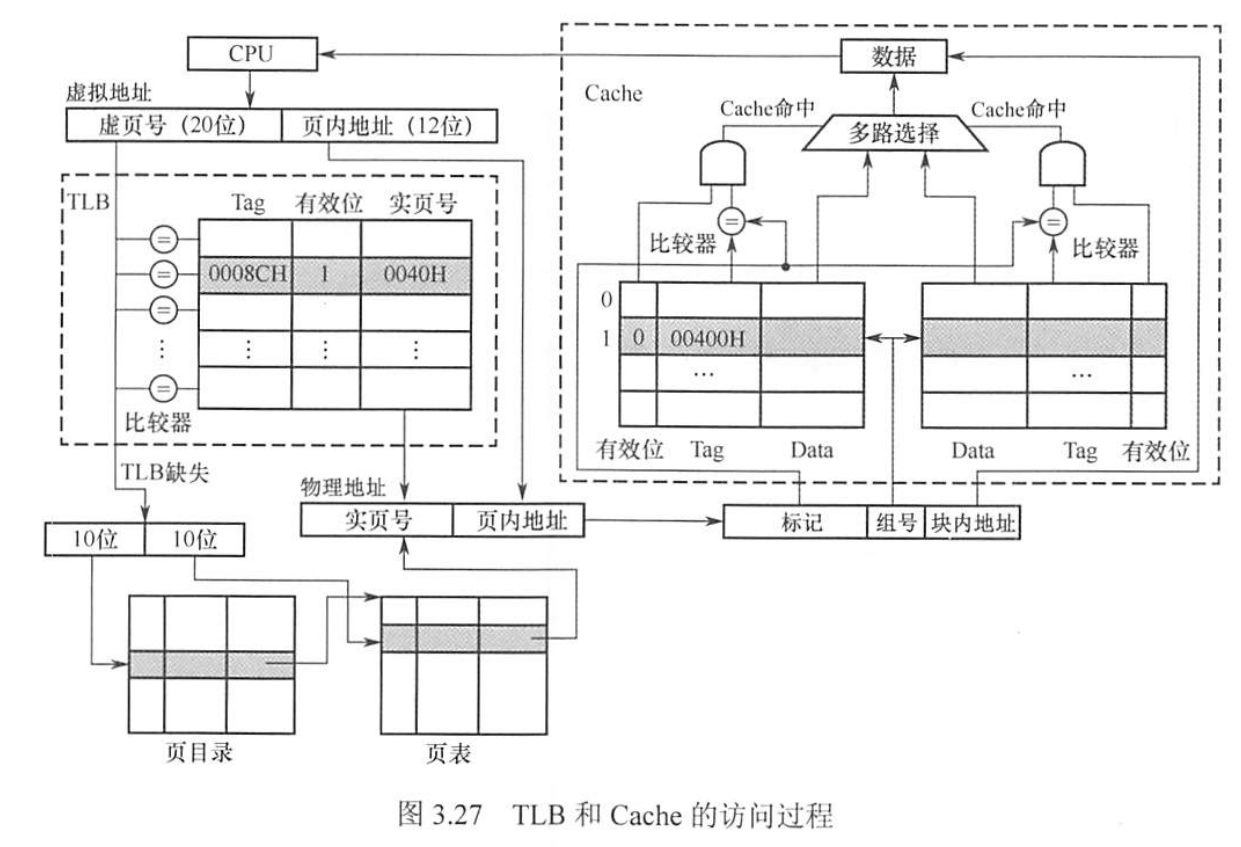 CPU
数据
Cache
虚拟地址
虚页号（20位） 页内地址（12位）
Cache命中
Cache命中
多路选择
TLB
Tag 有效位 实页号
=
=
比较器
比较器
=
0008CH 1 0040H
=
=
⋮ ⋮ ⋮ ⋮
=
比较器
0
1 0 00400H
…
…
有效位 Tag Data
Data Tag 有效位
TLB缺失
物理地址
实页号 页内地址
标记 组号 块内地址
10位 10位
页目录
页表
图 3.27 TLB 和 Cache 的访问过程